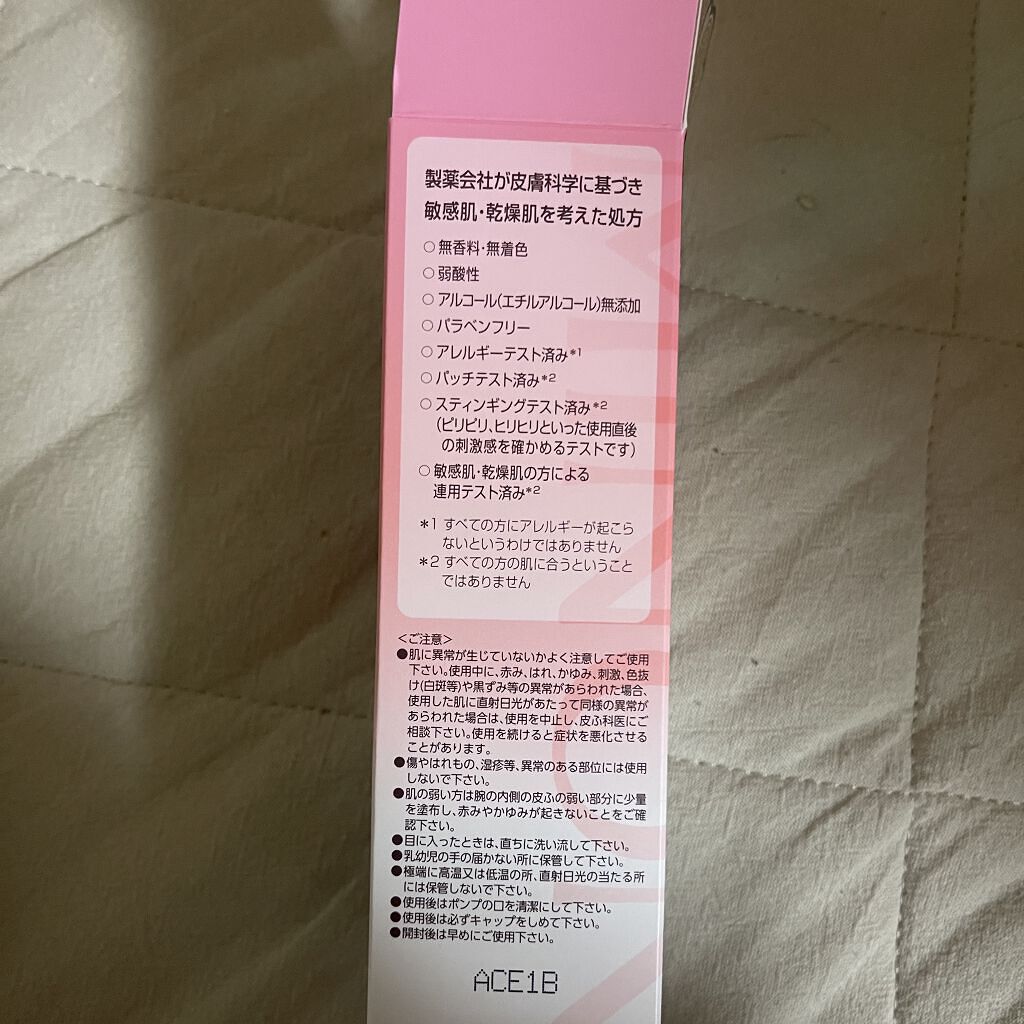 製薬会社が皮膚科学に基づき
敏感肌・乾燥肌を考えた処方
○ 無香料・無着色
○ 弱酸性
○ アルコール(エチルアルコール)無添加
○ パラベンフリー
○ アレルギーテスト済み*1
○ パッチテスト済み*2
○ スティンギングテスト済み*2
(ピリピリ、ヒリヒリといった使用直後
の刺激感を確かめるテストです)
○ 敏感肌・乾燥肌の方による
連用テスト済み*2
*1 すべての方にアレルギーが起こら
ないというわけではありません
*2 すべての方の肌に合うということ
ではありません
<ご注意>
●肌に異常が生じていないかよく注意してご使用
下さい。使用中に、赤み、はれ、かゆみ、刺激、色抜
け(白斑等)や黒ずみ等の異常があらわれた場合、
使用した肌に直射日光があたって同様の異常が
あらわれた場合は、使用を中止し、皮ふ科医にご
相談下さい。使用を続けると症状を悪化させる
ことがあります。
●傷やはれもの、湿疹等、異常のある部位には使用
しないで下さい。
●肌の弱い方は腕の内側の皮ふの弱い部分に少量
を塗布し、赤みやかゆみが起きないことをご確
認下さい。
●目に入ったときは、直ちに洗い流して下さい。
●乳幼児の手の届かない所に保管して下さい。
●極端に高温又は低温の所、直射日光の当たる所
には保管しないで下さい。
●使用後はポンプの口を清潔にして下さい。
●使用後は必ずキャップをしめて下さい。
●開封後は早めにご使用下さい。
ACE1B